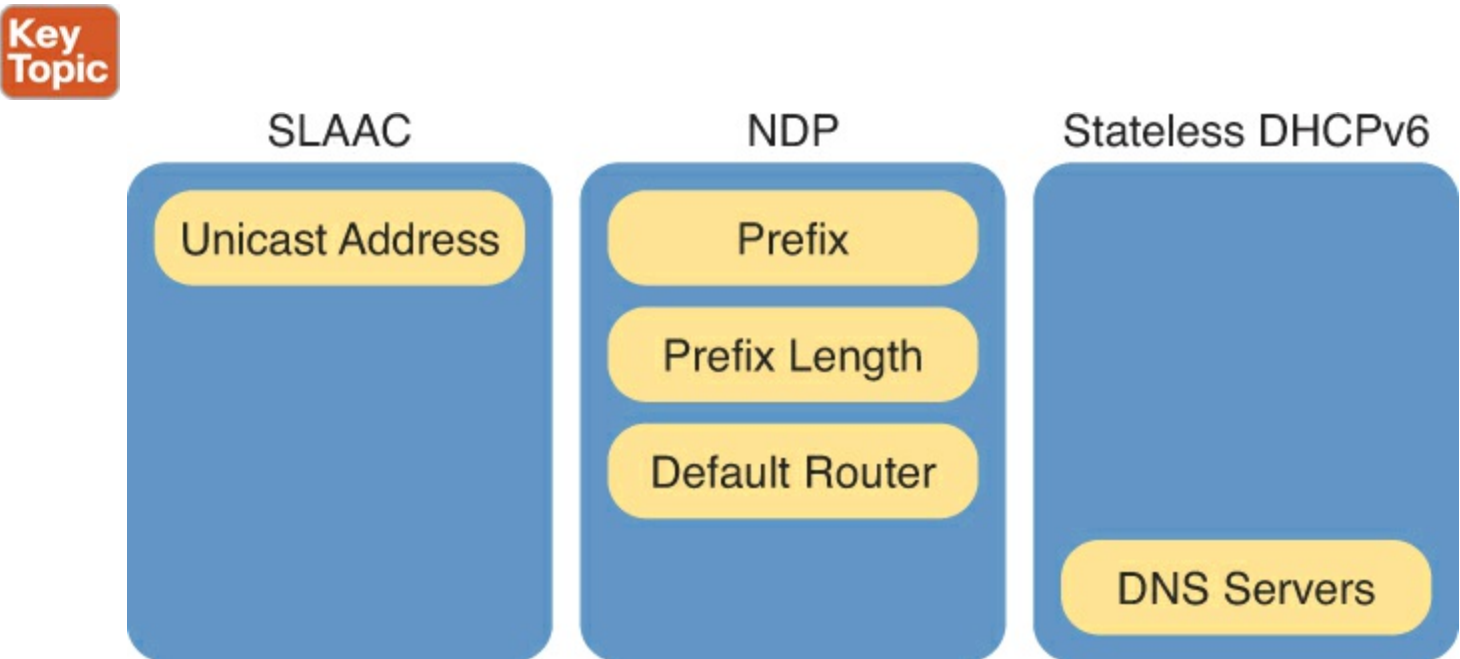 Key
Topic
SLAAC
NDP
Stateless DHCPv6
Unicast Address
Prefix
Prefix Length
Default Router
DNS Servers